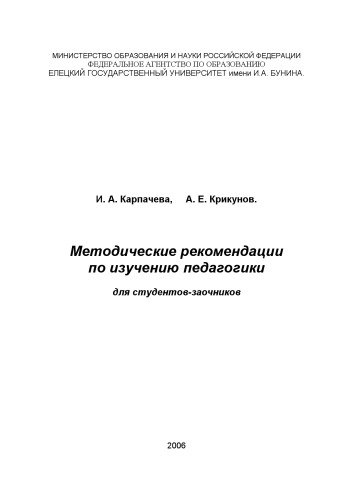 МИНИСТЕРСТВО ОБРАЗОВАНИЯ И НАУКИ РОССИЙСКОЙ ФЕДЕРАЦИИ
ФЕДЕРАЛЬНОЕ АГЕНТСТВО ПО ОБРАЗОВАНИЮ
ЕЛЕЦКИЙ ГОСУДАРСТВЕННЫЙ УНИВЕРСИТЕТ имени И.А. БУНИНА.
И. А. Карпачева, А. Е. Крикунов.
Методические рекомендации
по изучению педагогики
для студентов-заочников
2006